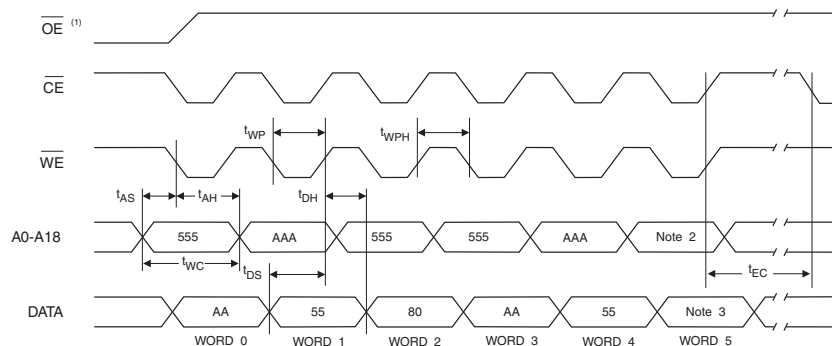 OE (1)
CE
tWP
tWPH
WE
tAS
tAH
tDH
A0-A18
555
AAA
555
555
AAA
Note 2
tWC
tDS
tEC
DATA
AA
55
80
AA
55
Note 3
WORD 0
WORD 1
WORD 2
WORD 3
WORD 4
WORD 5